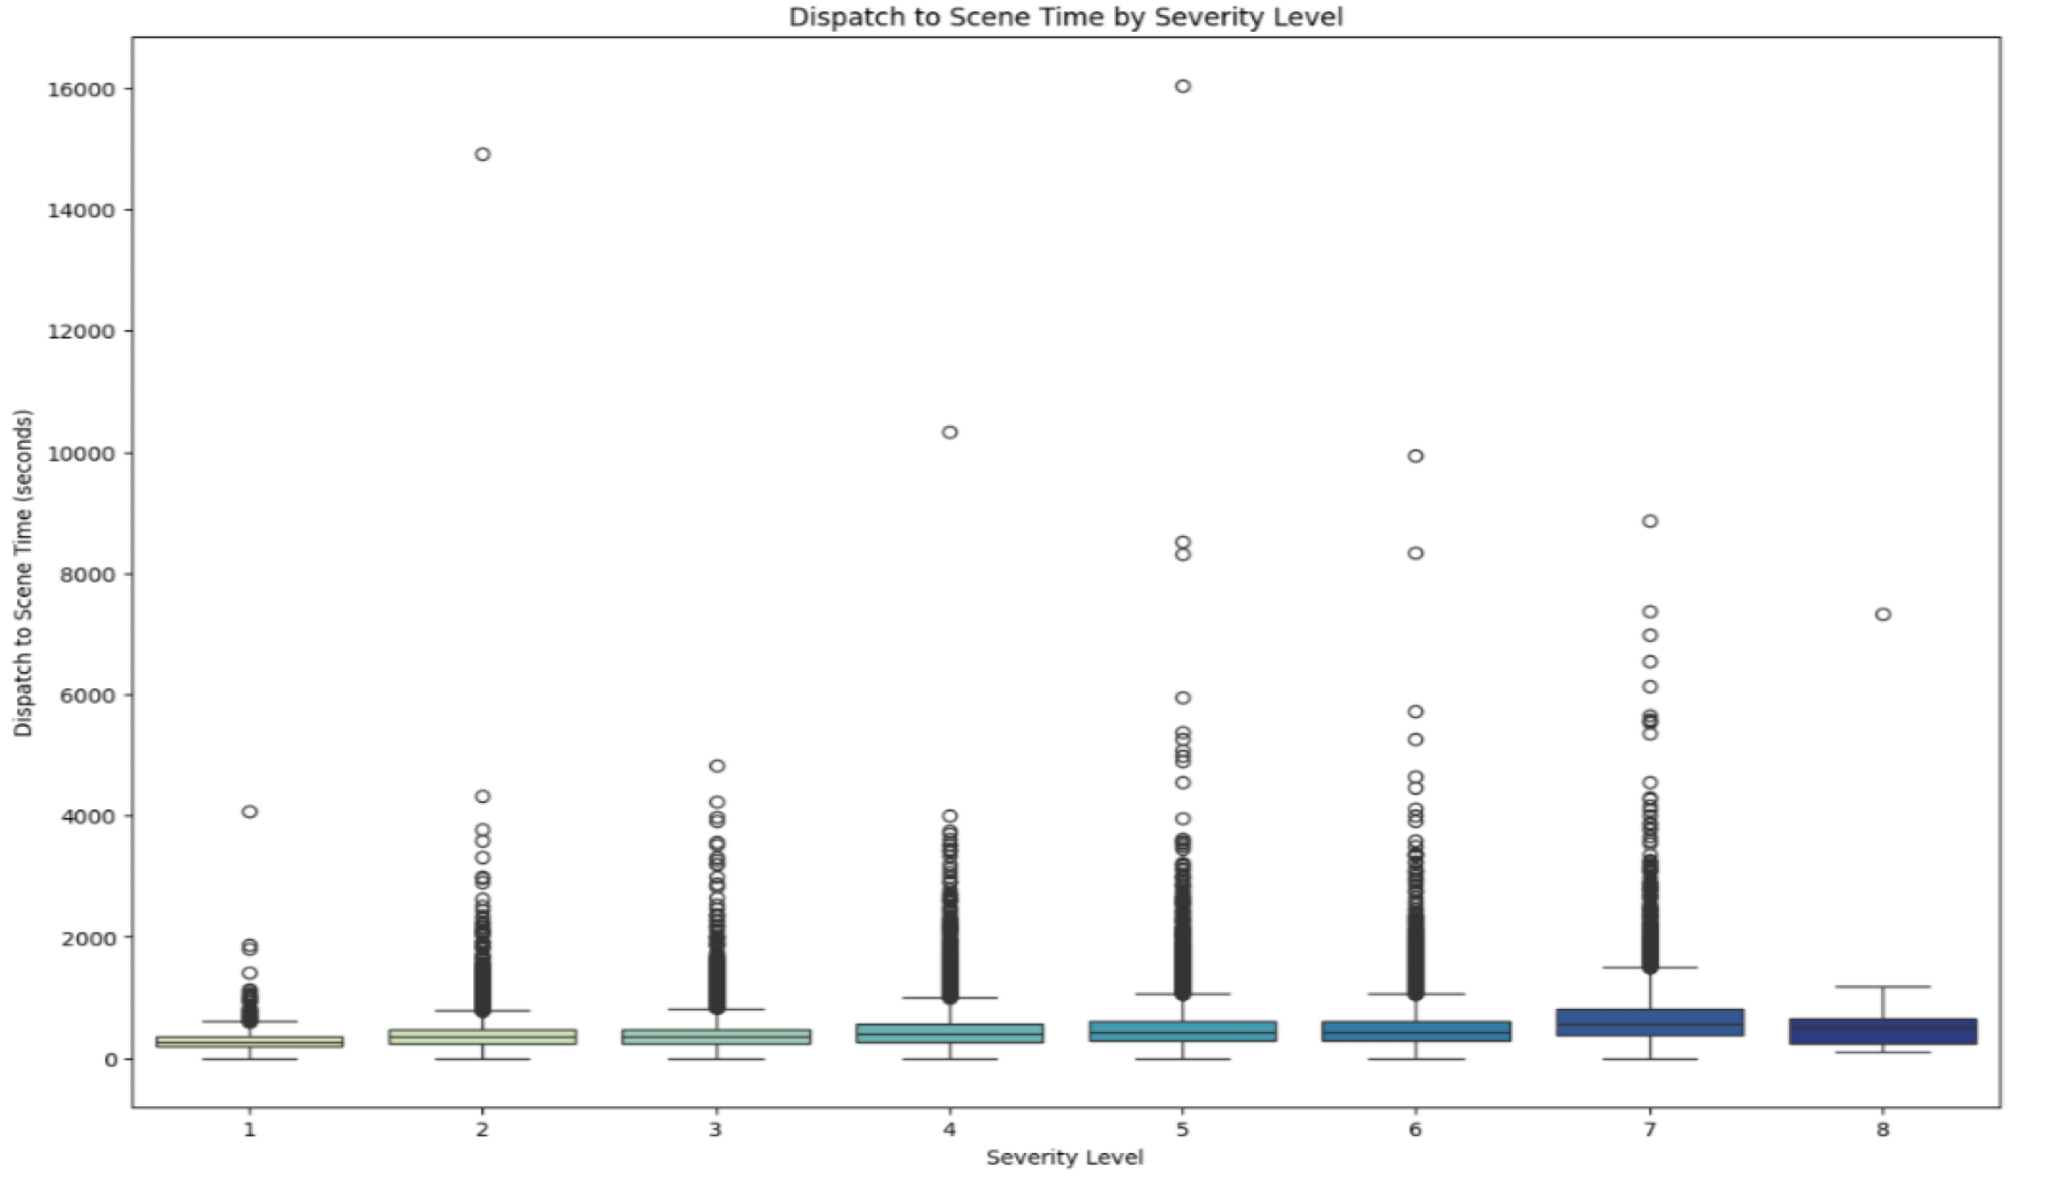 Dispatch to Scene Time by Severity Level
Dispatch to Scene Time (seconds)
16000
14000
12000
10000
8000
6000
4000
2000
0
1 2 3 4 5 6 7 8
Severity Level